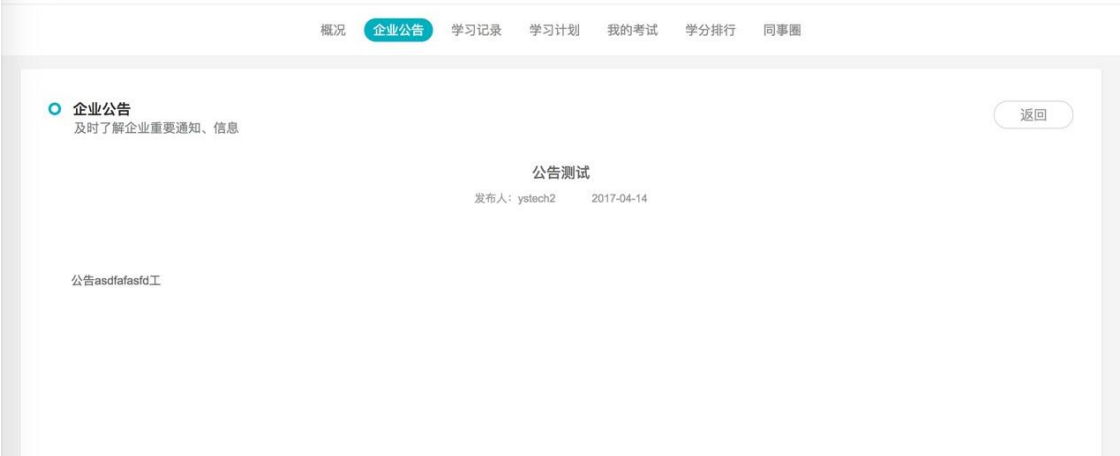 概况 企业公告 学习记录 学习计划 我的考试 学分排行 同事圈
企业公告
及时了解企业重要通知、信息
返回
公告测试
发布人：ystech2 2017-04-14
公告asdfafasfd工